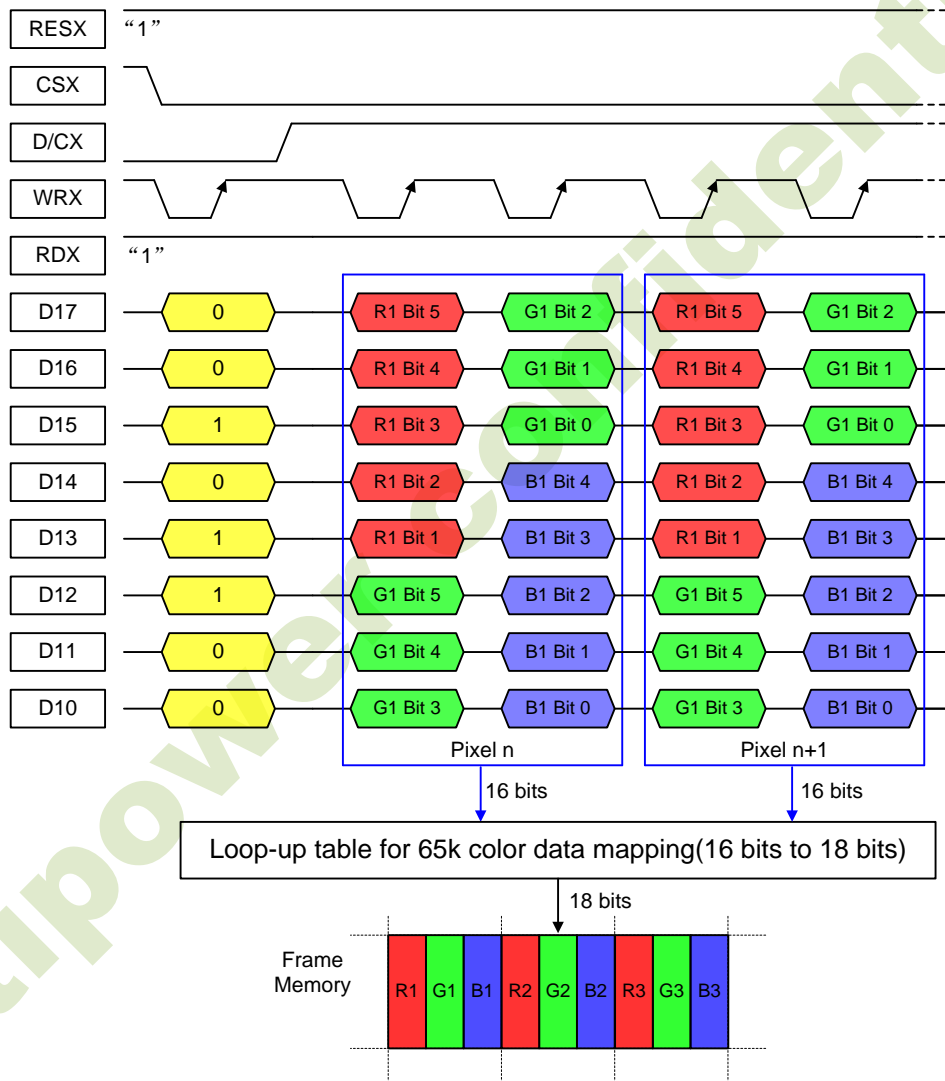 RESX “1”
CSX
D/CX
WRX
RDX “1”
D17 0 R1 Bit 5 G1 Bit 2 R1 Bit 5 G1 Bit 2
D16 0 R1 Bit 4 G1 Bit 1 R1 Bit 4 G1 Bit 1
D15 1 R1 Bit 3 G1 Bit 0 R1 Bit 3 G1 Bit 0
D14 0 R1 Bit 2 B1 Bit 4 R1 Bit 2 B1 Bit 4
D13 1 R1 Bit 1 B1 Bit 3 R1 Bit 1 B1 Bit 3
D12 1 G1 Bit 5 B1 Bit 2 G1 Bit 5 B1 Bit 2
D11 0 G1 Bit 4 B1 Bit 1 G1 Bit 4 B1 Bit 1
D10 0 G1 Bit 3 B1 Bit 0 G1 Bit 3 B1 Bit 0
Pixel n Pixel n+1
16 bits 16 bits
Loop-up table for 65k color data mapping(16 bits to 18 bits)
18 bits
Frame
Memory
R1 G1 B1 R2 G2 B2 R3 G3 B3
tipower confident